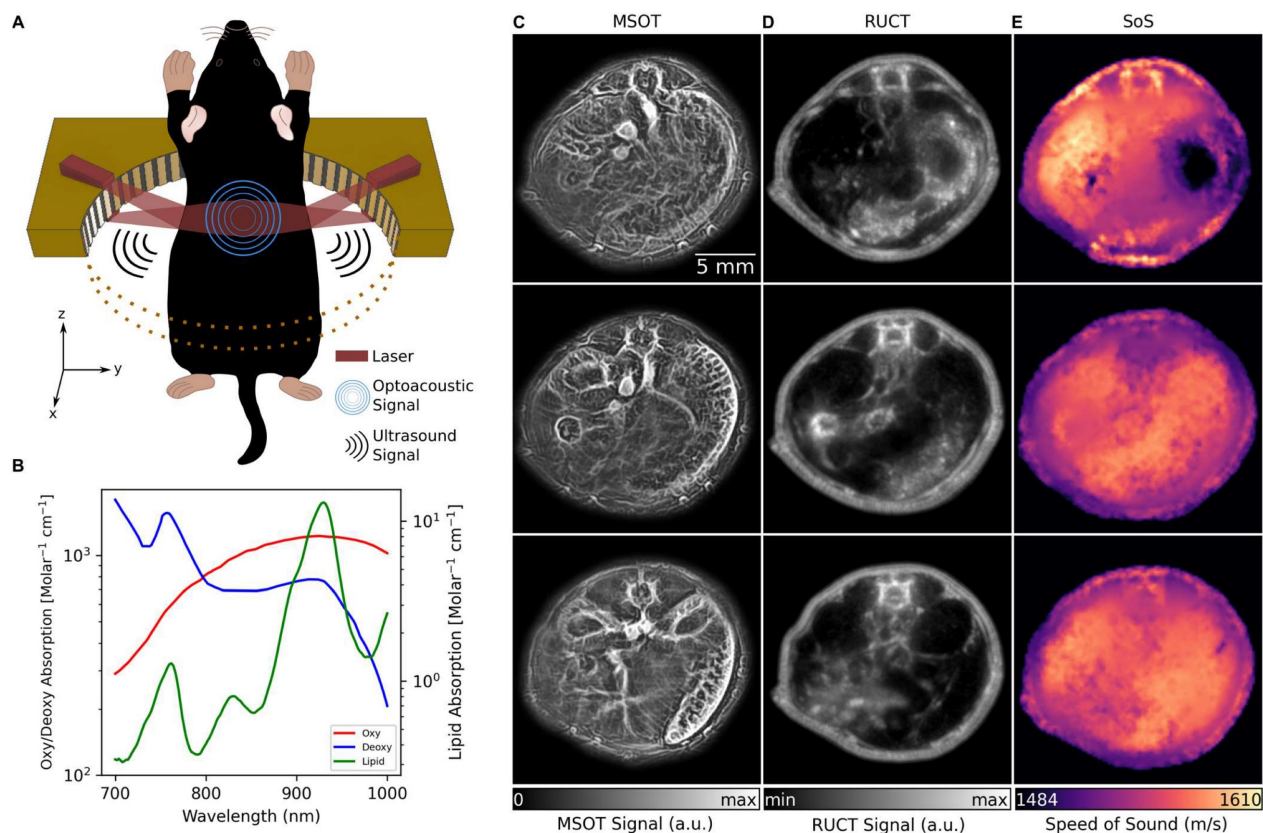 A
z
y
x
Laser
Optoacoustic
Signal
Ultrasound
Signal
B
Oxy/Deoxy Absorption [Molar⁻¹ cm⁻¹]
10³
10²
Lipid Absorption [Molar⁻¹ cm⁻¹]
10¹
10⁰
Oxy
Deoxy
Lipid
700 800 900 1000
Wavelength (nm)
C MSOT
5 mm
0 max
MSOT Signal (a.u.)
D RUCT
min max
RUCT Signal (a.u.)
E SoS
1484 1610
Speed of Sound (m/s)